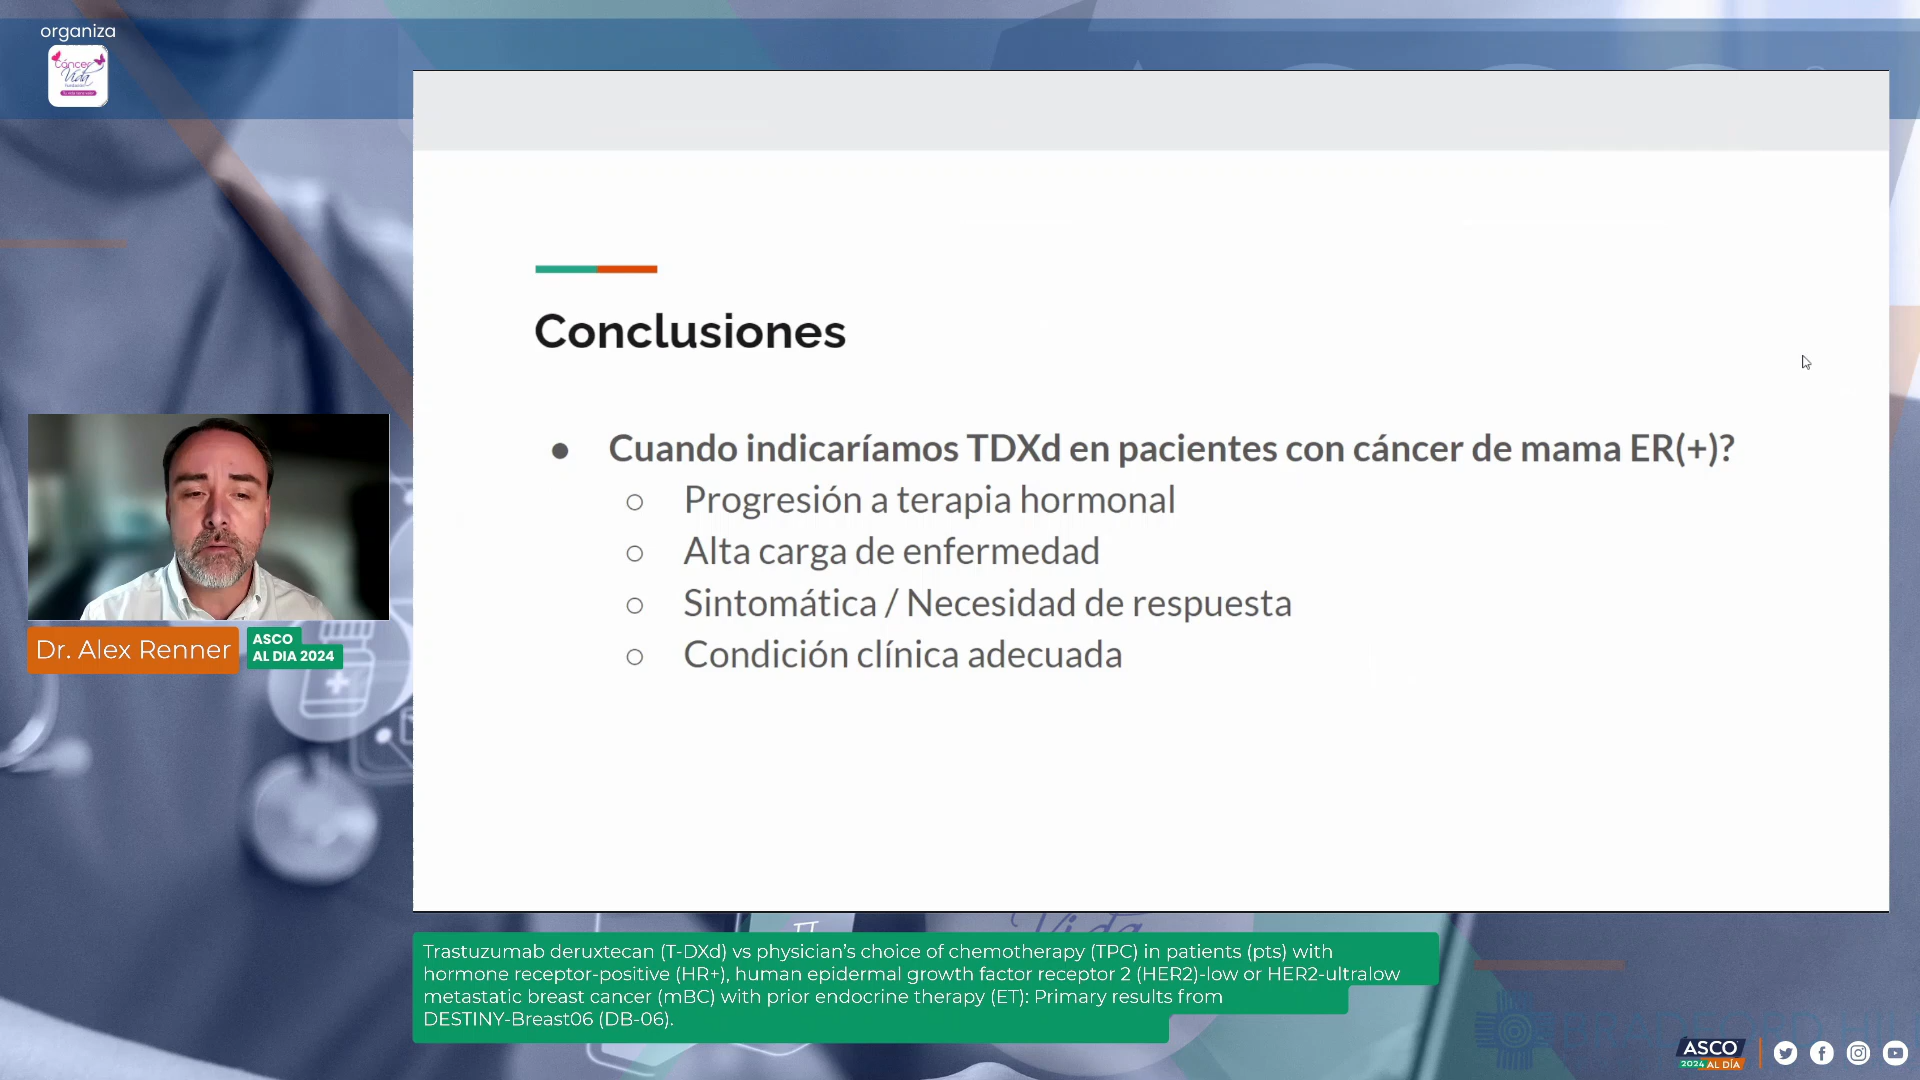 organiza
Cáncer
Vida
Conclusiones
● Cuando indicaríamos TDXd en pacientes con cáncer de mama ER(+)?
○ Progresión a terapia hormonal
○ Alta carga de enfermedad
○ Sintomática / Necesidad de respuesta
○ Condición clínica adecuada
Dr. Alex Renner
ASCO
AL DIA 2024
Trastuzumab deruxtecan (T-DXd) vs physician’s choice of chemotherapy (TPC) in patients (pts) with
hormone receptor-positive (HR+), human epidermal growth factor receptor 2 (HER2)-low or HER2-ultralow
metastatic breast cancer (mBC) with prior endocrine therapy (ET): Primary results from
DESTINY-Breast06 (DB-06).
Vida
ASCO
2024 AL DÍA